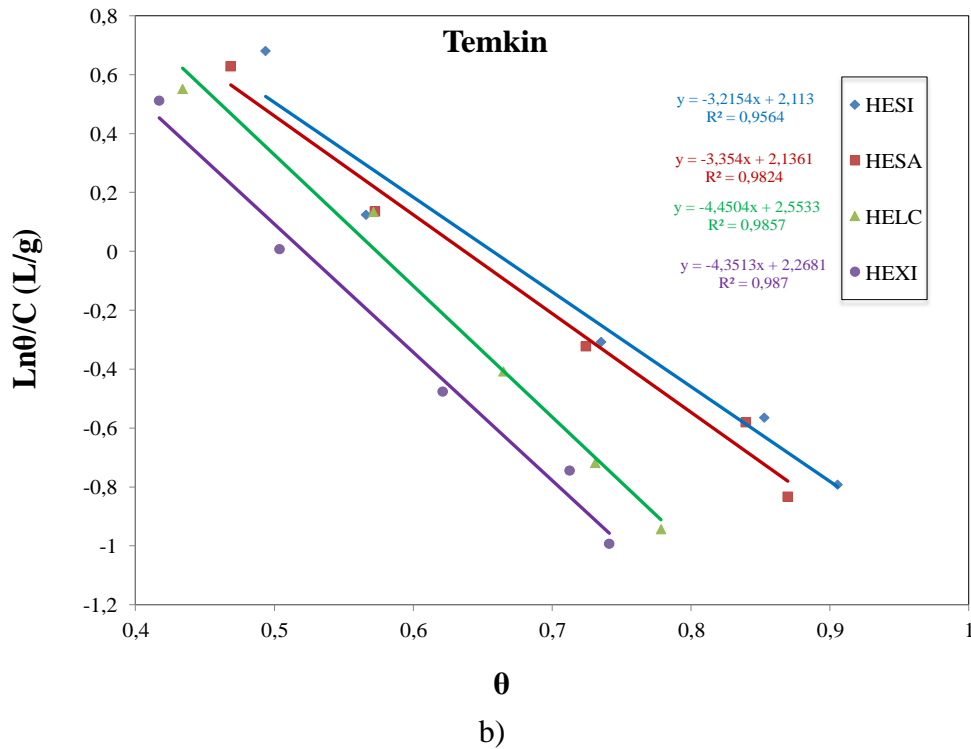 Temkin
Lnθ/C (L/g)
0,8
0,6
0,4
0,2
0
-0,2
-0,4
-0,6
-0,8
-1
-1,2
y = -3,2154x + 2,113
R² = 0,9564
y = -3,354x + 2,1361
R² = 0,9824
y = -4,4504x + 2,5533
R² = 0,9857
y = -4,3513x + 2,2681
R² = 0,987
HESI
HESA
HELC
HEXI
0,4 0,5 0,6 0,7 0,8 0,9 1
θ
b)